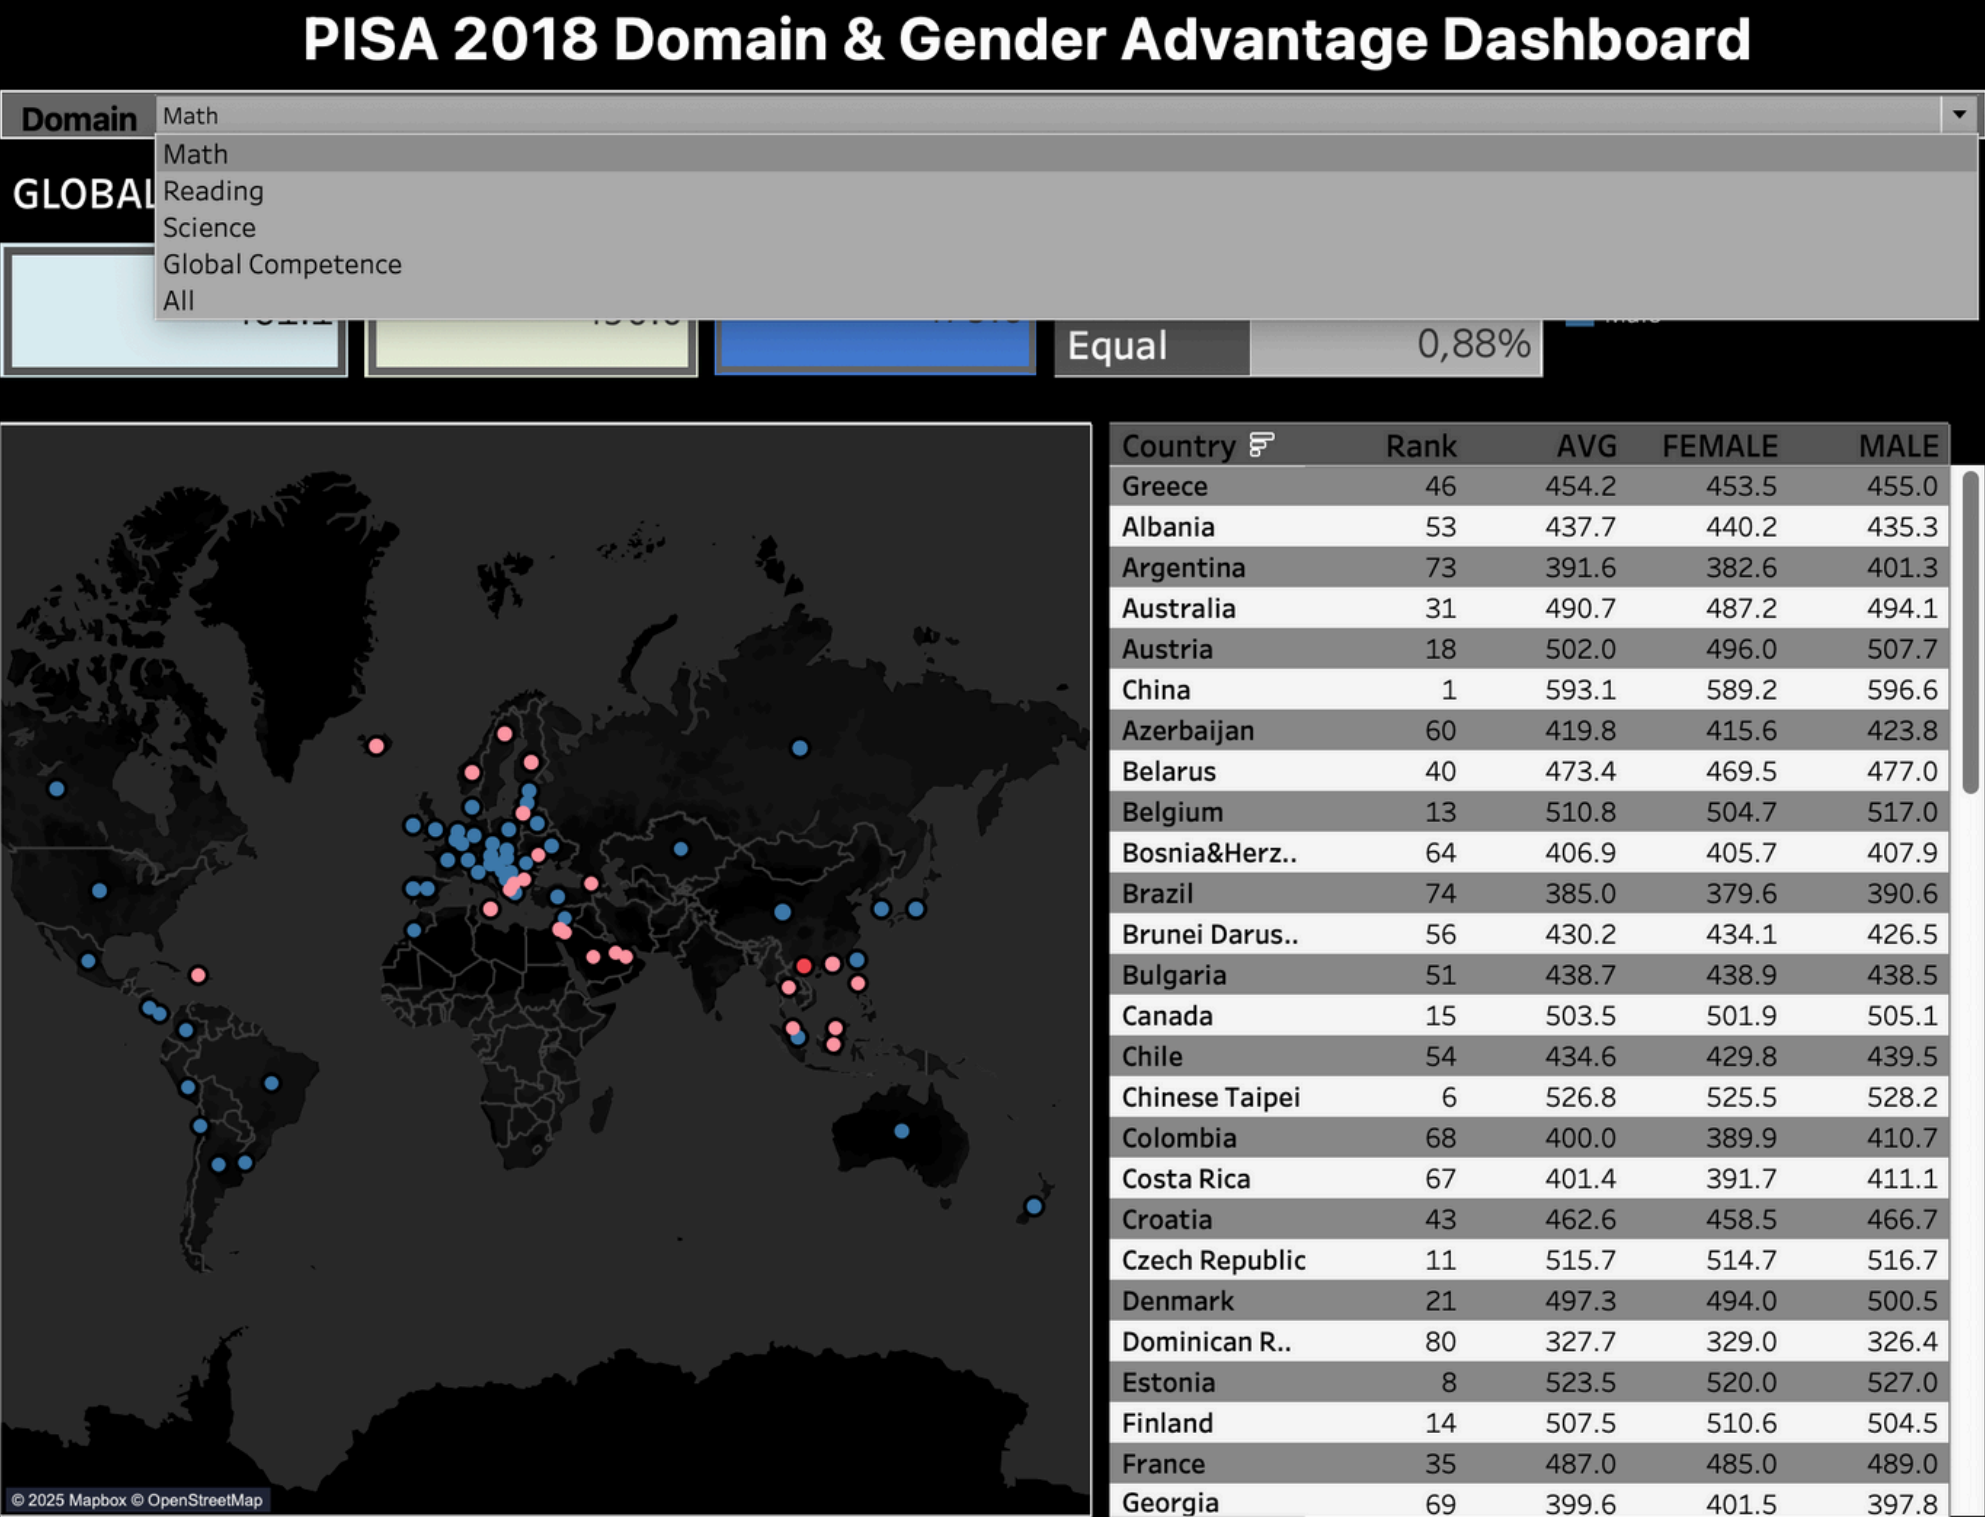 PISA 2018 Domain & Gender Advantage Dashboard
Domain Math
Math
GLOBAL
Reading
Science
Global Competence
All
Equal 0,88%
Country Rank AVG FEMALE MALE
Greece 46 454.2 453.5 455.0
Albania 53 437.7 440.2 435.3
Argentina 73 391.6 382.6 401.3
Australia 31 490.7 487.2 494.1
Austria 18 502.0 496.0 507.7
China 1 593.1 589.2 596.6
Azerbaijan 60 419.8 415.6 423.8
Belarus 40 473.4 469.5 477.0
Belgium 13 510.8 504.7 517.0
Bosnia&Herz.. 64 406.9 405.7 407.9
Brazil 74 385.0 379.6 390.6
Brunei Darus.. 56 430.2 434.1 426.5
Bulgaria 51 438.7 438.9 438.5
Canada 15 503.5 501.9 505.1
Chile 54 434.6 429.8 439.5
Chinese Taipei 6 526.8 525.5 528.2
Colombia 68 400.0 389.9 410.7
Costa Rica 67 401.4 391.7 411.1
Croatia 43 462.6 458.5 466.7
Czech Republic 11 515.7 514.7 516.7
Denmark 21 497.3 494.0 500.5
Dominican R.. 80 327.7 329.0 326.4
Estonia 8 523.5 520.0 527.0
Finland 14 507.5 510.6 504.5
France 35 487.0 485.0 489.0
Georgia 69 399.6 401.5 397.8
© 2025 Mapbox © OpenStreetMap